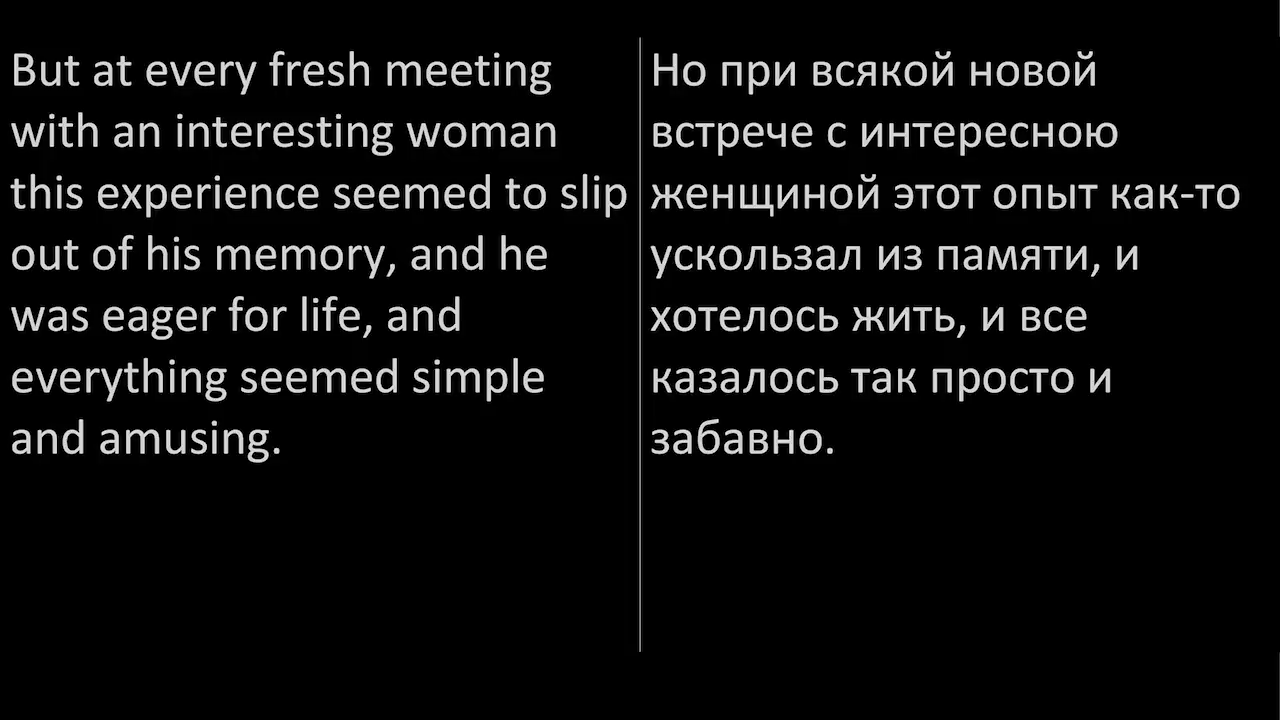 But at every fresh meeting
with an interesting woman
this experience seemed to slip
out of his memory, and he
was eager for life, and
everything seemed simple
and amusing.
Но при всякой новой
встрече с интересною
женщиной этот опыт как-то
ускользал из памяти, и
хотелось жить, и все
казалось так просто и
забавно.